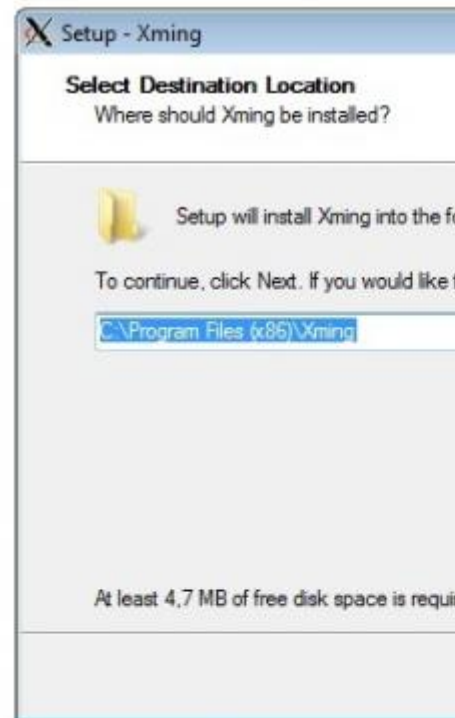 Setup - Xming
Select Destination Location
Where should Xming be installed?
Setup will install Xming into the
To continue, click Next. If you would like
C:\Program Files (x86)\Xming
At least 4,7 MB of free disk space is